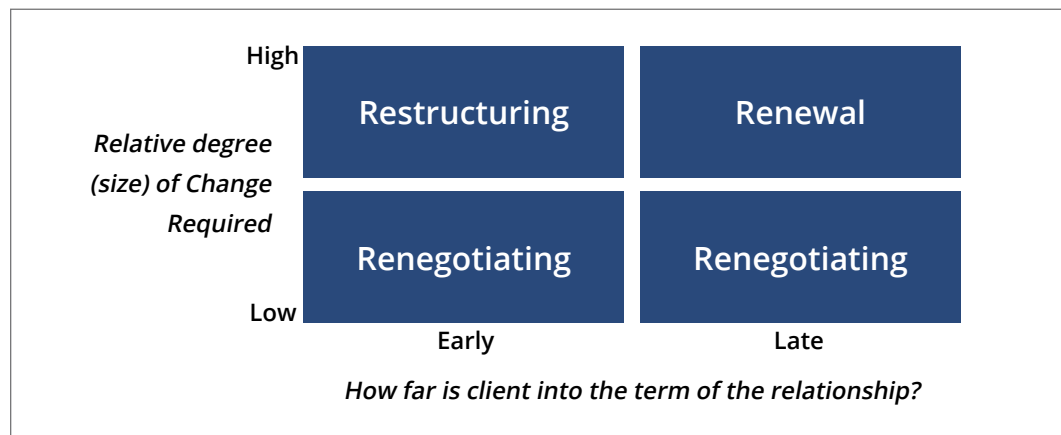 High
Restructuring
Renewal
Relative degree
(size) of Change
Required
Renegotiating
Renegotiating
Low
Early
Late
How far is client into the term of the relationship?